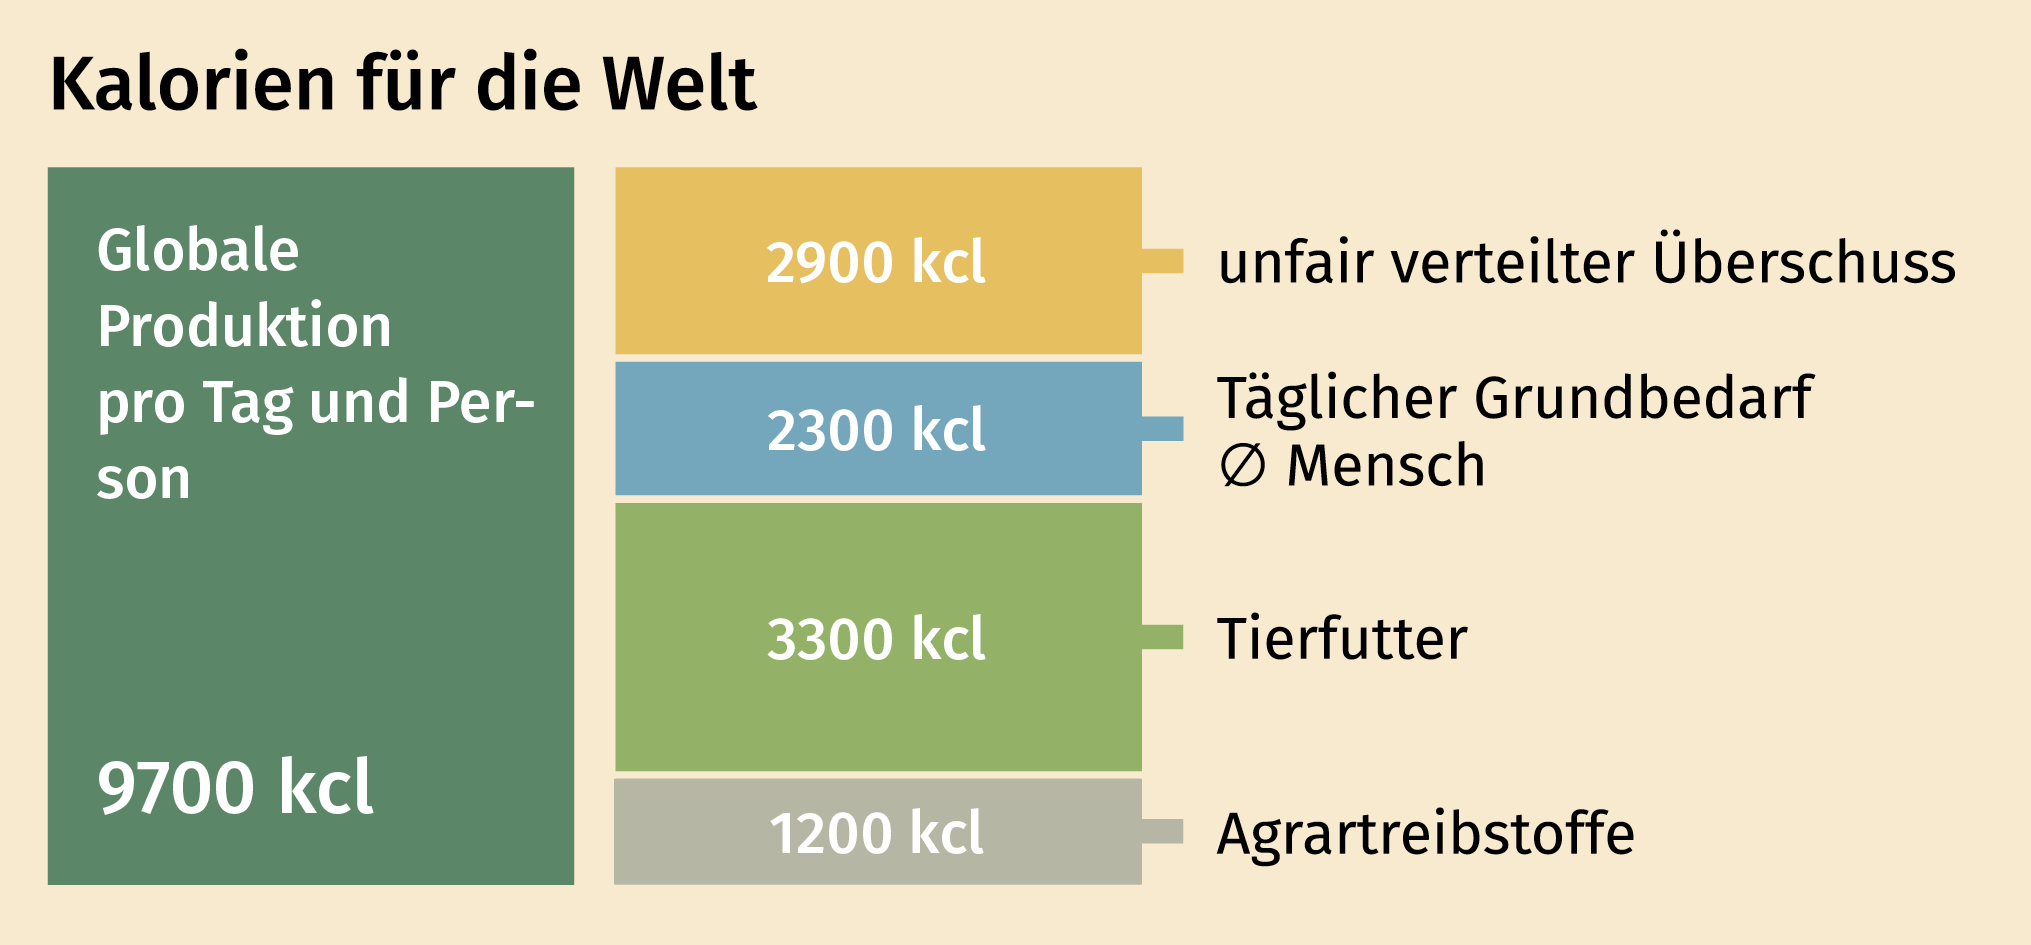 Kalorien für die Welt
Globale
Produktion
pro Tag und Per-
son
9700 kcl
2900 kcl
unfair verteilter Überschuss
2300 kcl
Täglicher Grundbedarf
∅ Mensch
3300 kcl
Tierfutter
1200 kcl
Agrartreibstoffe